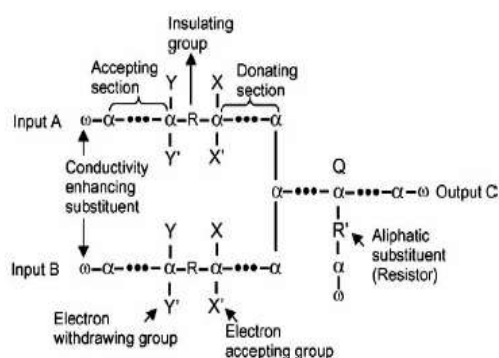 Insulating
group
Accepting
section
Y
X
Donating
section
Input A
ω–α–•••–α–R–α–•••–α
Y'
X'
Conductivity
enhancing
substituent
Q
α–•••–α–•••–α ω Output C
R'
Aliphatic
substituent
(Resistor)
α
ω
Y
X
Input B
ω–α–•••–α–R–α–•••–α
Y'
X'
Electron
withdrawing group
Electron
accepting group